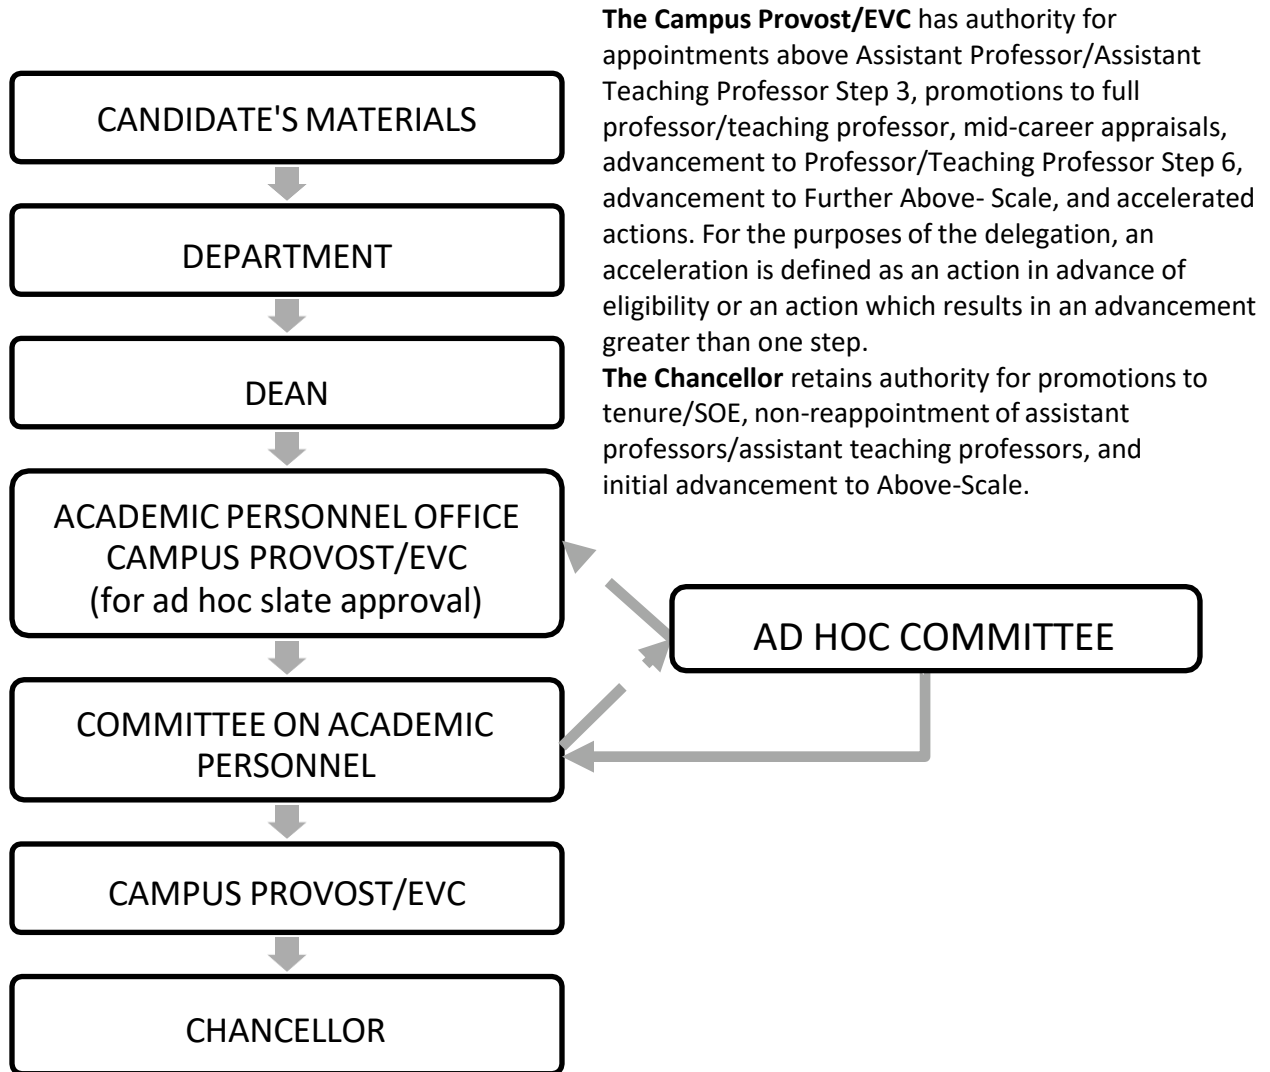 The Campus Provost/EVC has authority for
appointments above Assistant Professor/Assistant
Teaching Professor Step 3, promotions to full
professor/teaching professor, mid-career appraisals,
advancement to Professor/Teaching Professor Step 6,
advancement to Further Above- Scale, and accelerated
actions. For the purposes of the delegation, an
acceleration is defined as an action in advance of
eligibility or an action which results in an advancement
greater than one step.
The Chancellor retains authority for promotions to
tenure/SOE, non-reappointment of assistant
professors/assistant teaching professors, and
initial advancement to Above-Scale.
CANDIDATE'S MATERIALS
DEPARTMENT
DEAN
ACADEMIC PERSONNEL OFFICE
CAMPUS PROVOST/EVC
(for ad hoc slate approval)
AD HOC COMMITTEE
COMMITTEE ON ACADEMIC
PERSONNEL
CAMPUS PROVOST/EVC
CHANCELLOR